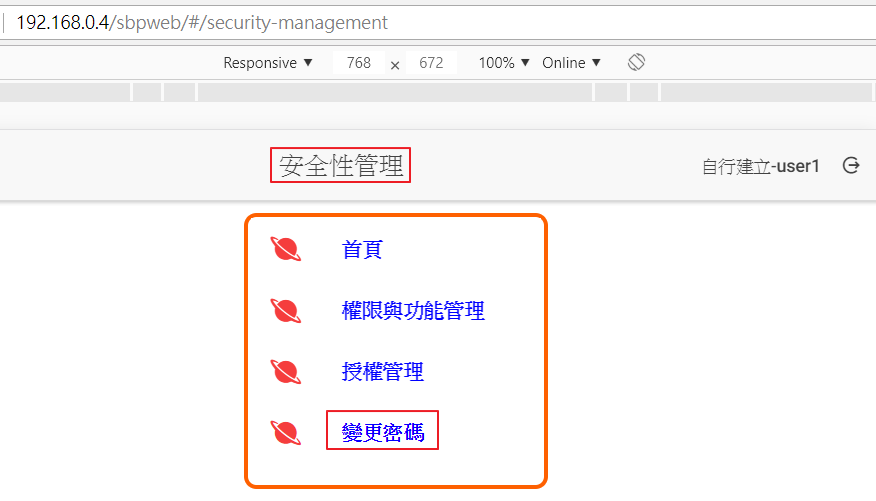 192.168.0.4/sbpweb/#/security-management
Responsive ▼ 768 × 672 100% ▼ Online ▼
安全性管理 自行建立-user1
首頁
權限與功能管理
授權管理
變更密碼